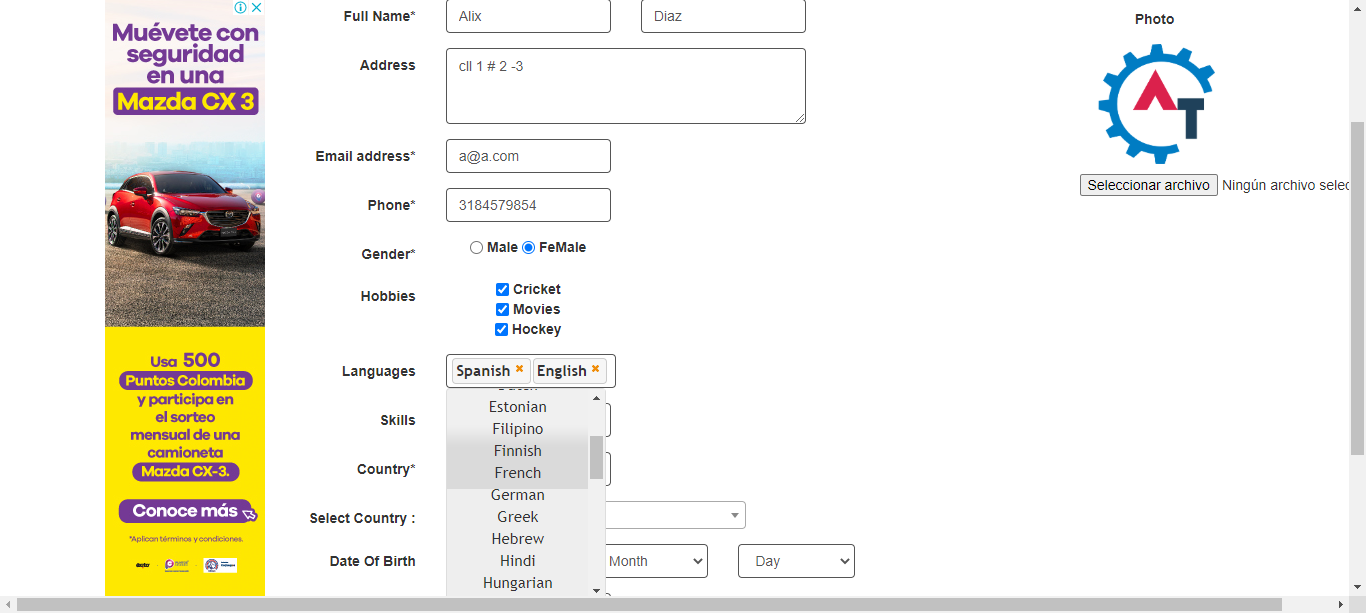 Muévete con
seguridad
en una
Mazda CX 3
Usa 500
Puntos Colombia
y participa en
el sorteo
mensual de una
camioneta
Mazda CX-3.
Conoce más
*Aplican términos y condiciones.
Full Name*
Alix
Diaz
Address
cll 1 # 2 -3
Email address*
a@a.com
Phone*
3184579854
Gender*
Male
FeMale
Hobbies
Cricket
Movies
Hockey
Languages
Spanish
English
Estonian
Filipino
Finnish
French
German
Greek
Hebrew
Hindi
Hungarian
Skills
Country*
Select Country :
Date Of Birth
Month
Day
Photo
AT
Seleccionar archivo
Ningún archivo selec